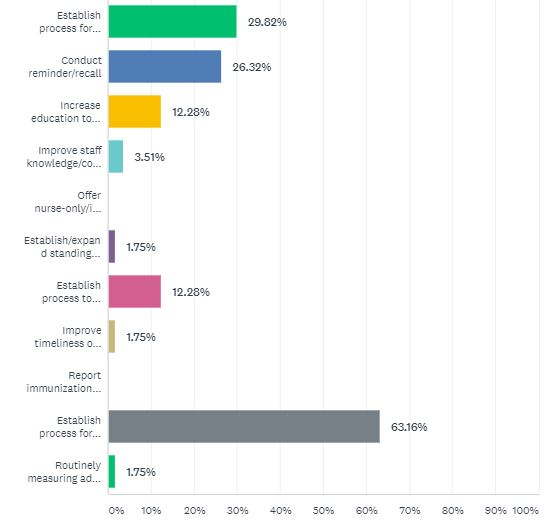 Establish
process for...
29.82%
Conduct
reminder/recall
26.32%
Increase
education to...
12.28%
Improve staff
knowledge/co...
3.51%
Offer
nurse-only/i...
Establish/expan
d standing...
1.75%
Establish
process to...
12.28%
Improve
timeliness o...
1.75%
Report
immunization...
Establish
process for...
63.16%
Routinely
measuring ad...
1.75%
0% 10% 20% 30% 40% 50% 60% 70% 80% 90% 100%